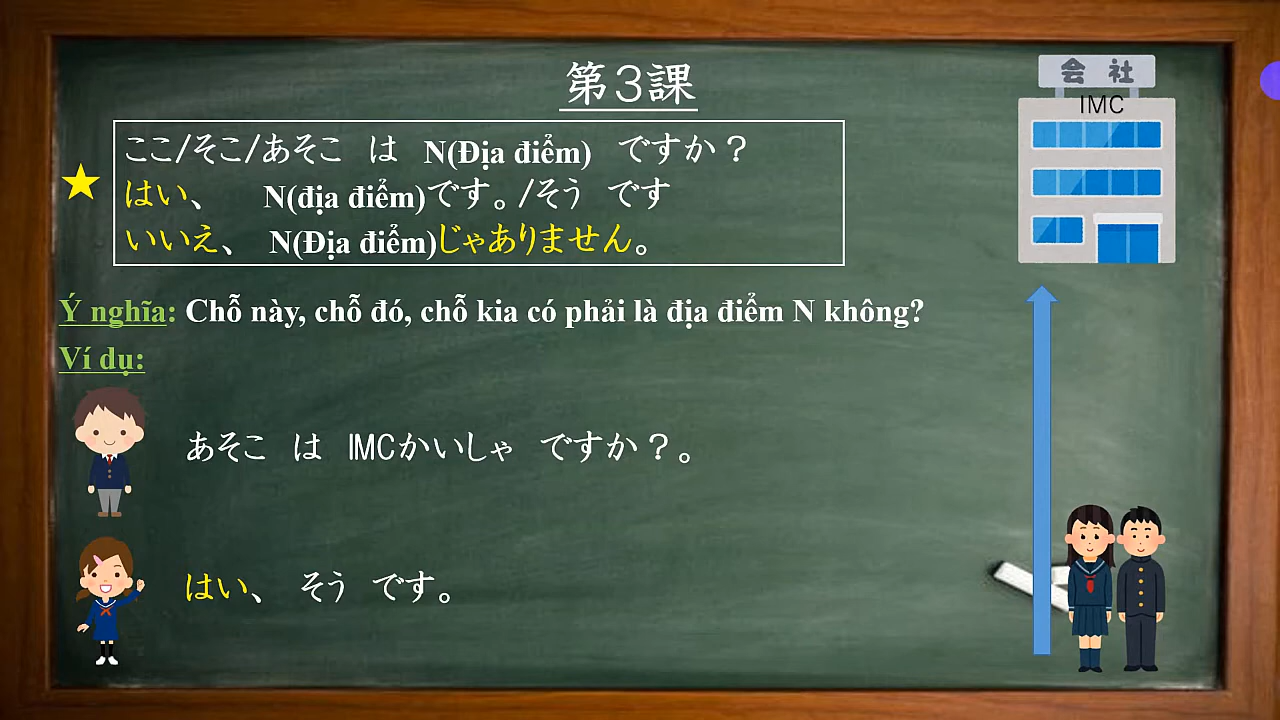 第3課
会社
IMC
ここ/そこ/あそこ は N(Địa điểm) ですか？
はい、 N(địa điểm)です。/そう です
いいえ、 N(Địa điểm)じゃありません。
Ý nghĩa: Chỗ này, chỗ đó, chỗ kia có phải là địa điểm N không?
Ví dụ:
あそこ は IMCかいしゃ ですか？。
はい、 そう です。